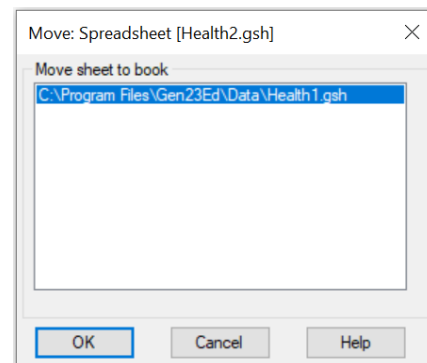 Move: Spreadsheet [Health2.gsh]
Move sheet to book
C:\Program Files\Gen23Ed\Data\Health1.gsh
OK Cancel Help